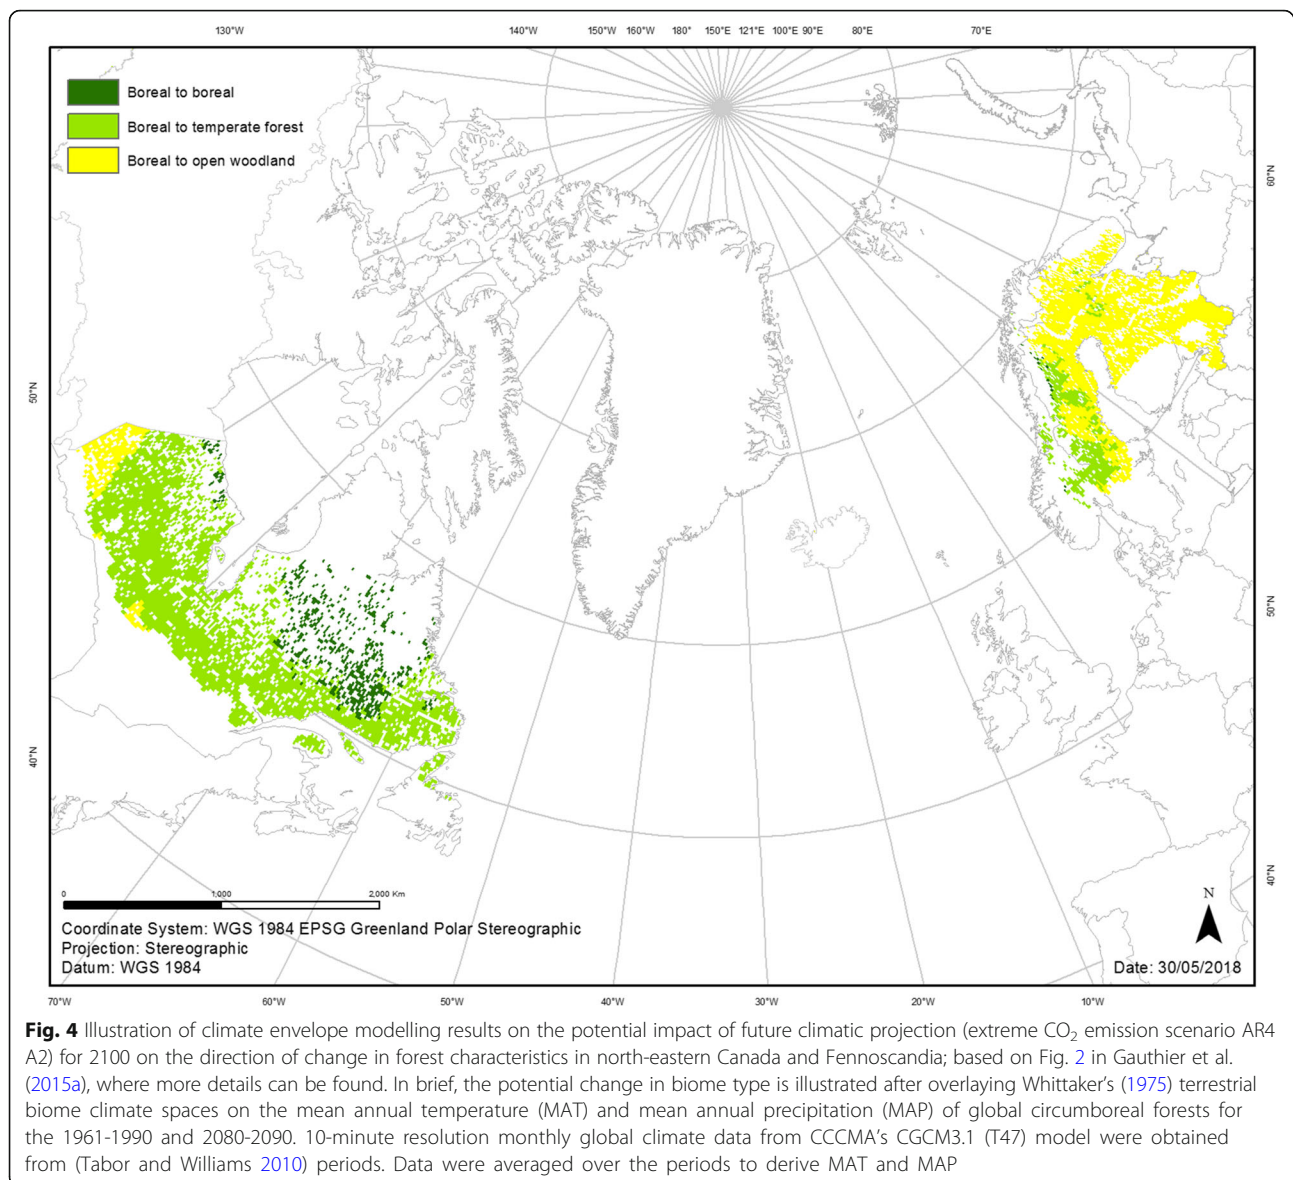 130°W 140°W 150°W 160°W 180° 150°E 121°E 100°E 90°E 80°E 70°E
Boreal to boreal
Boreal to temperate forest
Boreal to open woodland
60°N
50°N
50°N
40°N
40°N
0 1,000 2,000 Km
N
Coordinate System: WGS 1984 EPSG Greenland Polar Stereographic
Projection: Stereographic
Datum: WGS 1984
Date: 30/05/2018
70°W 60°W 50°W 40°W 30°W 20°W 10°W
Fig. 4 Illustration of climate envelope modelling results on the potential impact of future climatic projection (extreme CO₂ emission scenario AR4
A2) for 2100 on the direction of change in forest characteristics in north-eastern Canada and Fennoscandia; based on Fig. 2 in Gauthier et al.
(2015a), where more details can be found. In brief, the potential change in biome type is illustrated after overlaying Whittaker's (1975) terrestrial
biome climate spaces on the mean annual temperature (MAT) and mean annual precipitation (MAP) of global circumboreal forests for
the 1961-1990 and 2080-2090. 10-minute resolution monthly global climate data from CCCMA's CGCM3.1 (T47) model were obtained
from (Tabor and Williams 2010) periods. Data were averaged over the periods to derive MAT and MAP